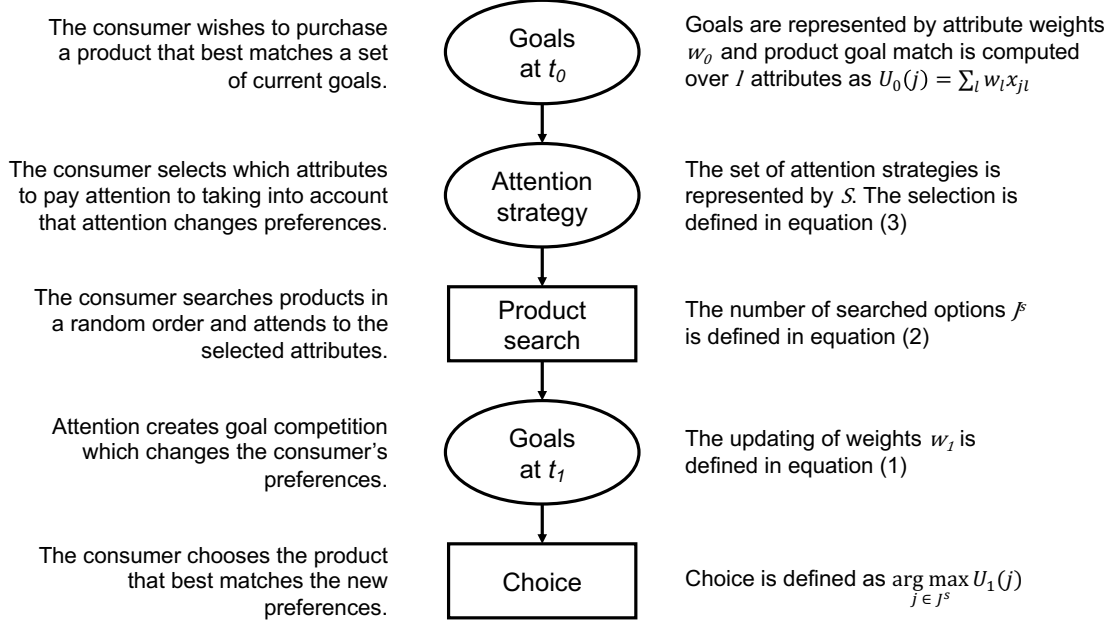 The consumer wishes to purchase
a product that best matches a set
of current goals.
Goals
at t₀
Goals are represented by attribute weights
w₀ and product goal match is computed
over l attributes as U₀(j) = ∑ₗ wₗxⱼₗ
The consumer selects which attributes
to pay attention to taking into account
that attention changes preferences.
Attention
strategy
The set of attention strategies is
represented by S. The selection is
defined in equation (3)
The consumer searches products in
a random order and attends to the
selected attributes.
Product
search
The number of searched options Jˢ
is defined in equation (2)
Attention creates goal competition
which changes the consumer's
preferences.
Goals
at t₁
The updating of weights w₁ is
defined in equation (1)
The consumer chooses the product
that best matches the new
preferences.
Choice
Choice is defined as arg max U₁(j)
j ∈ Jˢ